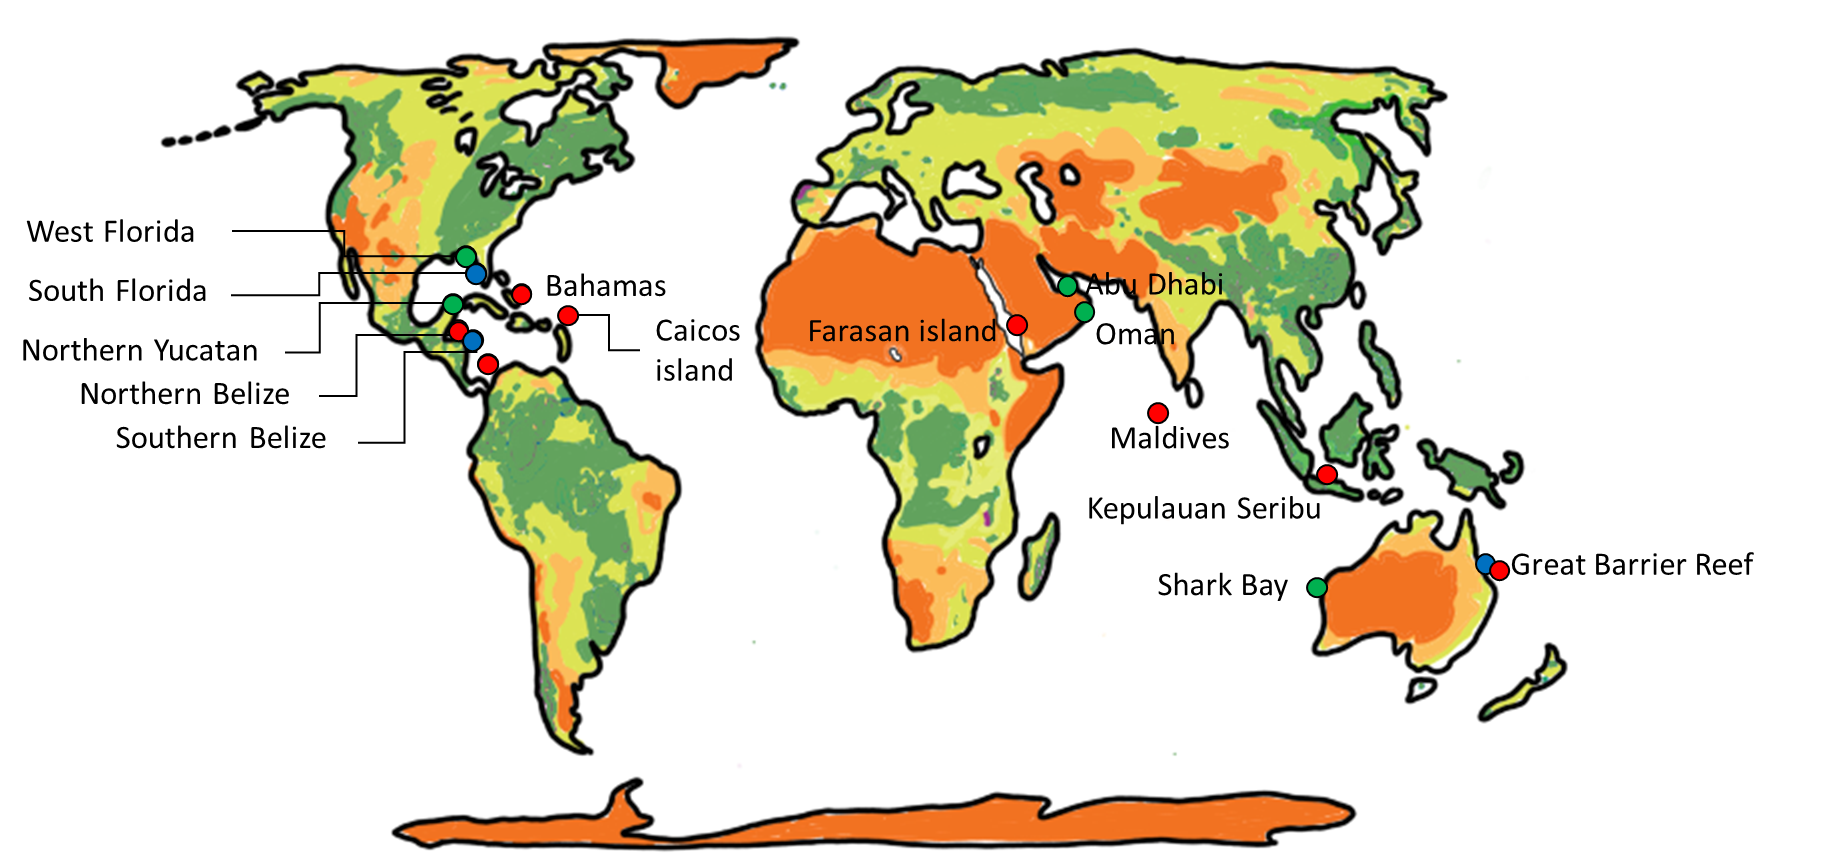 West Florida
South Florida
Northern Yucatan
Northern Belize
Southern Belize
Bahamas
Caicos
island
Farasan island
Abu Dhabi
Oman
Maldives
Kepulauan Seribu
Shark Bay
Great Barrier Reef